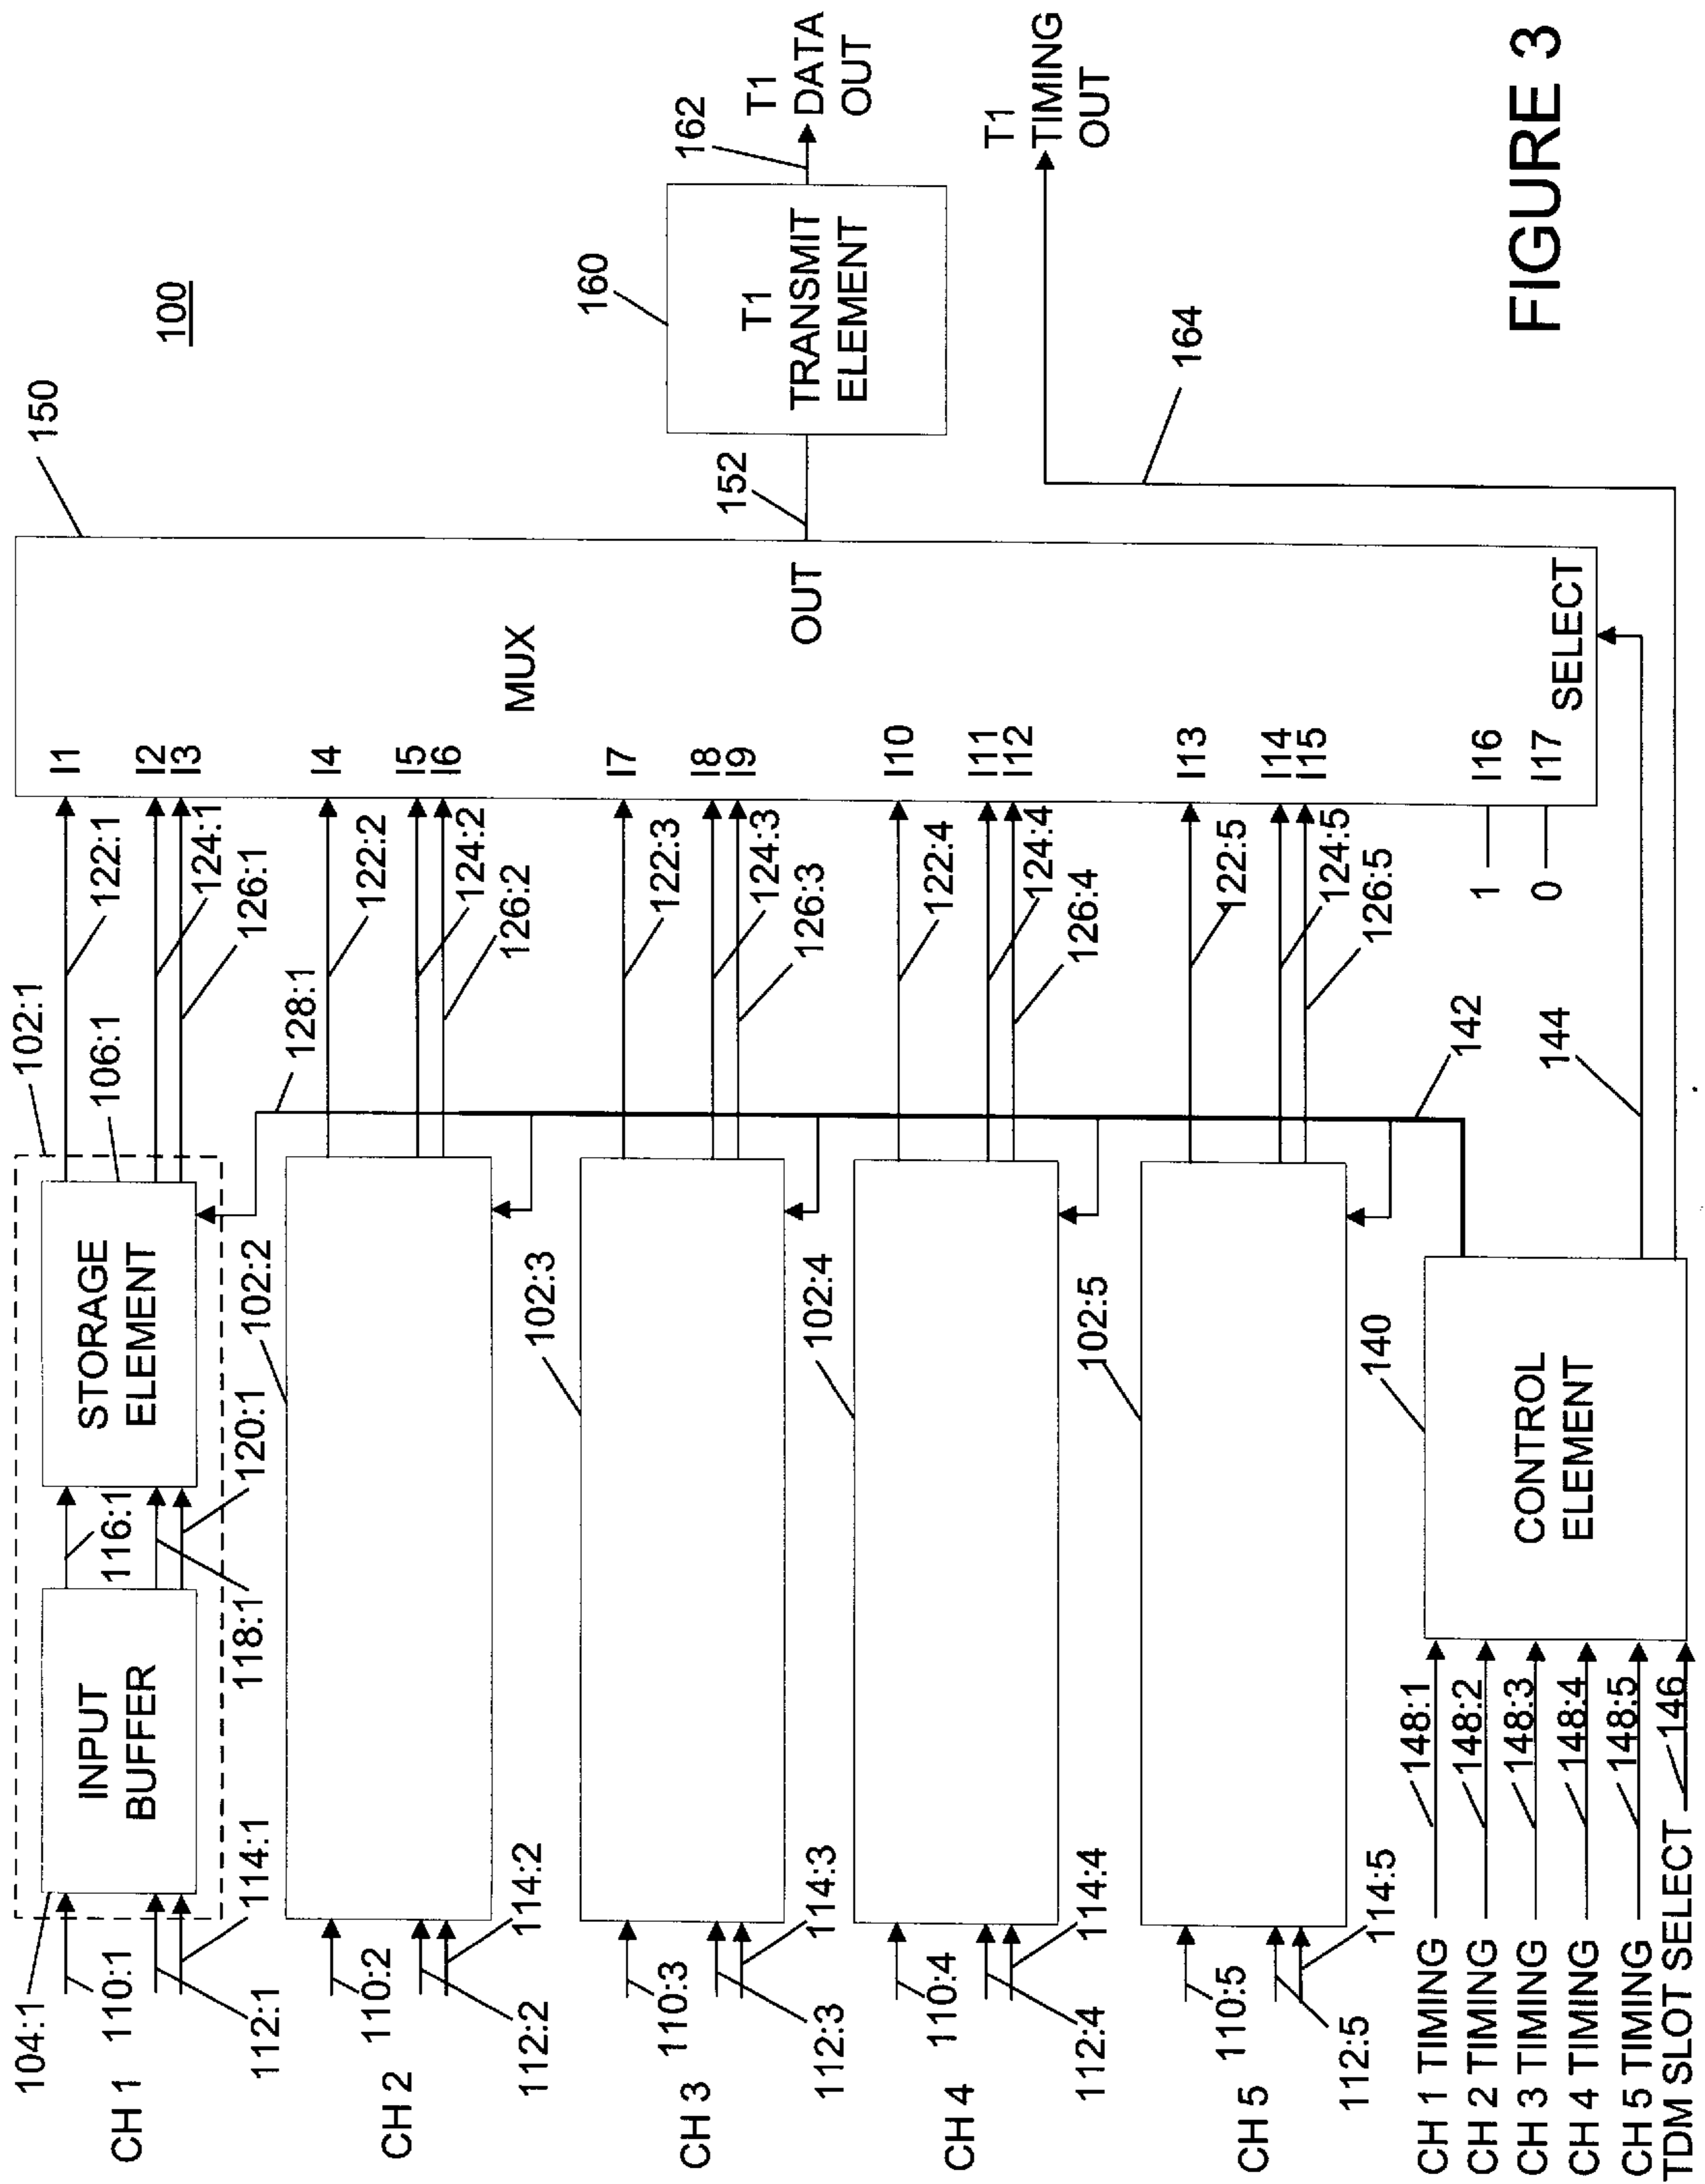 100
150
102:1
106:1
104:1
CH 1
110:1
112:1
114:1
INPUT
BUFFER
116:1
118:1
120:1
STORAGE
ELEMENT
122:1
124:1
126:1
128:1
I1
I2
I3
CH 2
110:2
112:2
114:2
102:2
122:2
124:2
126:2
I4
I5
I6
CH 3
110:3
112:3
114:3
102:3
122:3
124:3
126:3
I7
I8
I9
CH 4
110:4
112:4
114:4
102:4
122:4
124:4
126:4
I10
I11
I12
CH 5
110:5
112:5
114:5
102:5
122:5
124:5
126:5
I13
I14
I15
1
I16
0
I17
MUX
OUT
SELECT
152
160
T1
TRANSMIT
ELEMENT
162
T1
DATA
OUT
T1
TIMING
OUT
164
142
144
140
CONTROL
ELEMENT
CH 1 TIMING
148:1
CH 2 TIMING
148:2
CH 3 TIMING
148:3
CH 4 TIMING
148:4
CH 5 TIMING
148:5
TDM SLOT SELECT
146
FIGURE 3